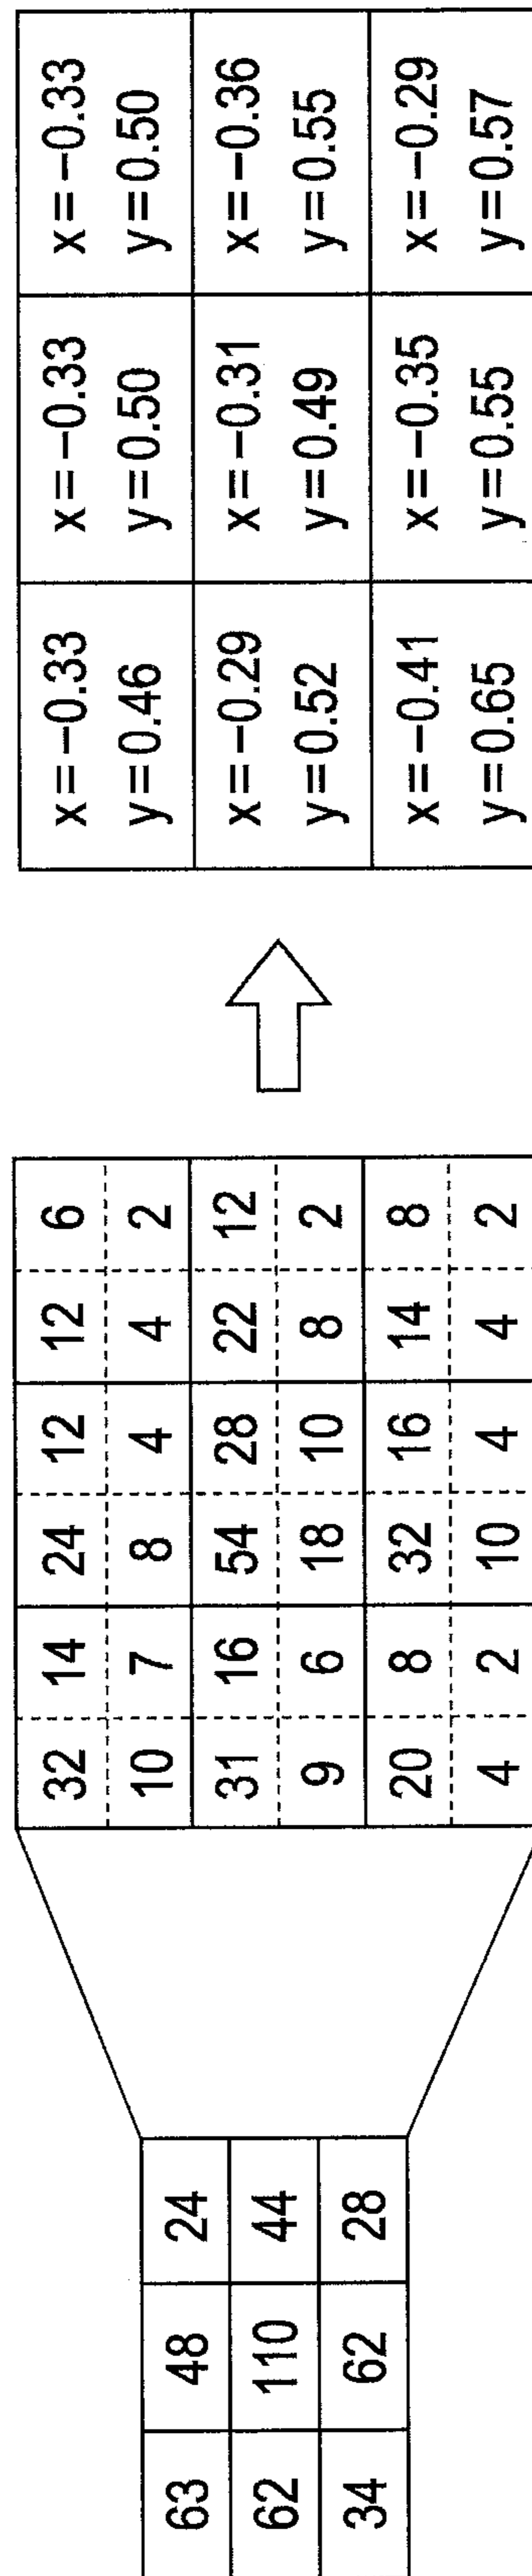 63 48 24
62 110 44
34 62 28
32 14 24 12 12 6
10 7 8 4 4 2
31 16 54 28 22 12
9 6 18 10 8 2
20 8 32 16 14 8
4 2 10 4 4 2
x=−0.33 x=−0.33 x=−0.33
y=0.46 y=0.50 y=0.50
x=−0.29 x=−0.31 x=−0.36
y=0.52 y=0.49 y=0.55
x=−0.41 x=−0.35 x=−0.29
y=0.65 y=0.55 y=0.57